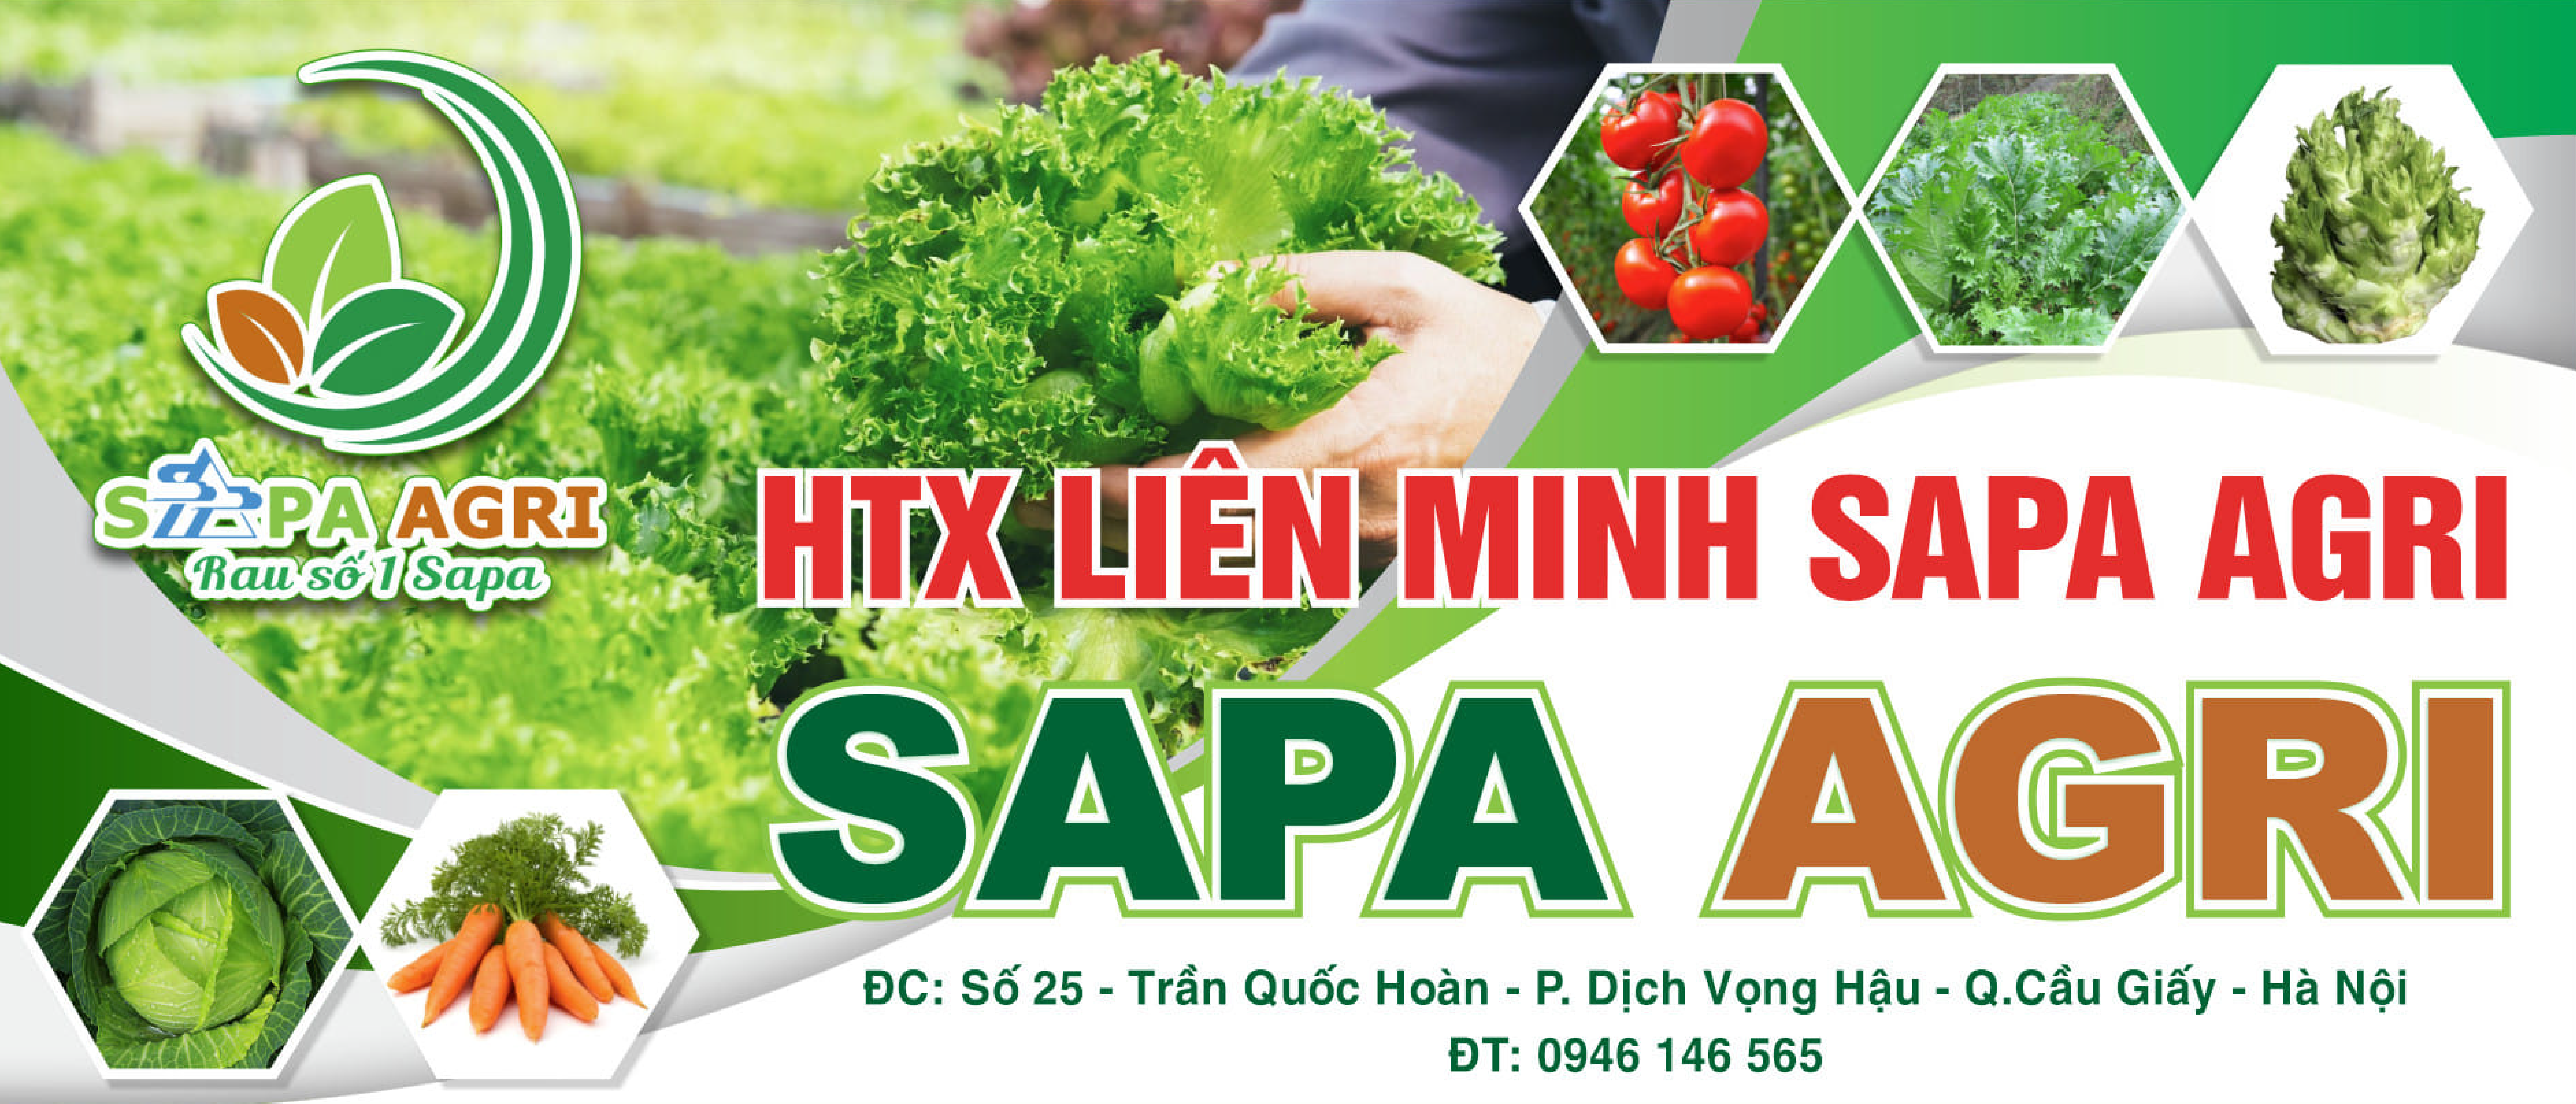 SAPA AGRI
Rau số 1 Sapa
HTX LIÊN MINH SAPA AGRI
SAPA AGRI
ĐC: Số 25 - Trần Quốc Hoàn - P. Dịch Vọng Hậu - Q.Cầu Giấy - Hà Nội
ĐT: 0946 146 565